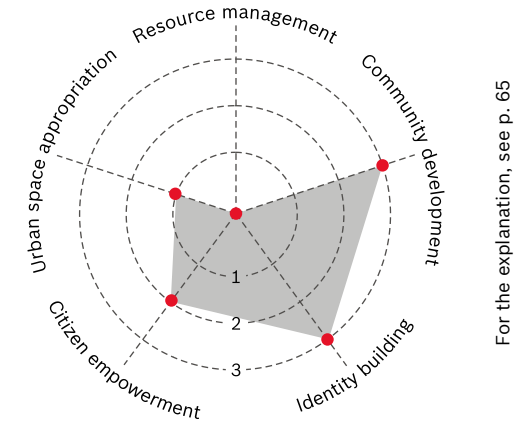 Resource management
Community development
Identity building
Citizen empowerment
Urban space appropriation
1
2
3
For the explanation, see p. 65